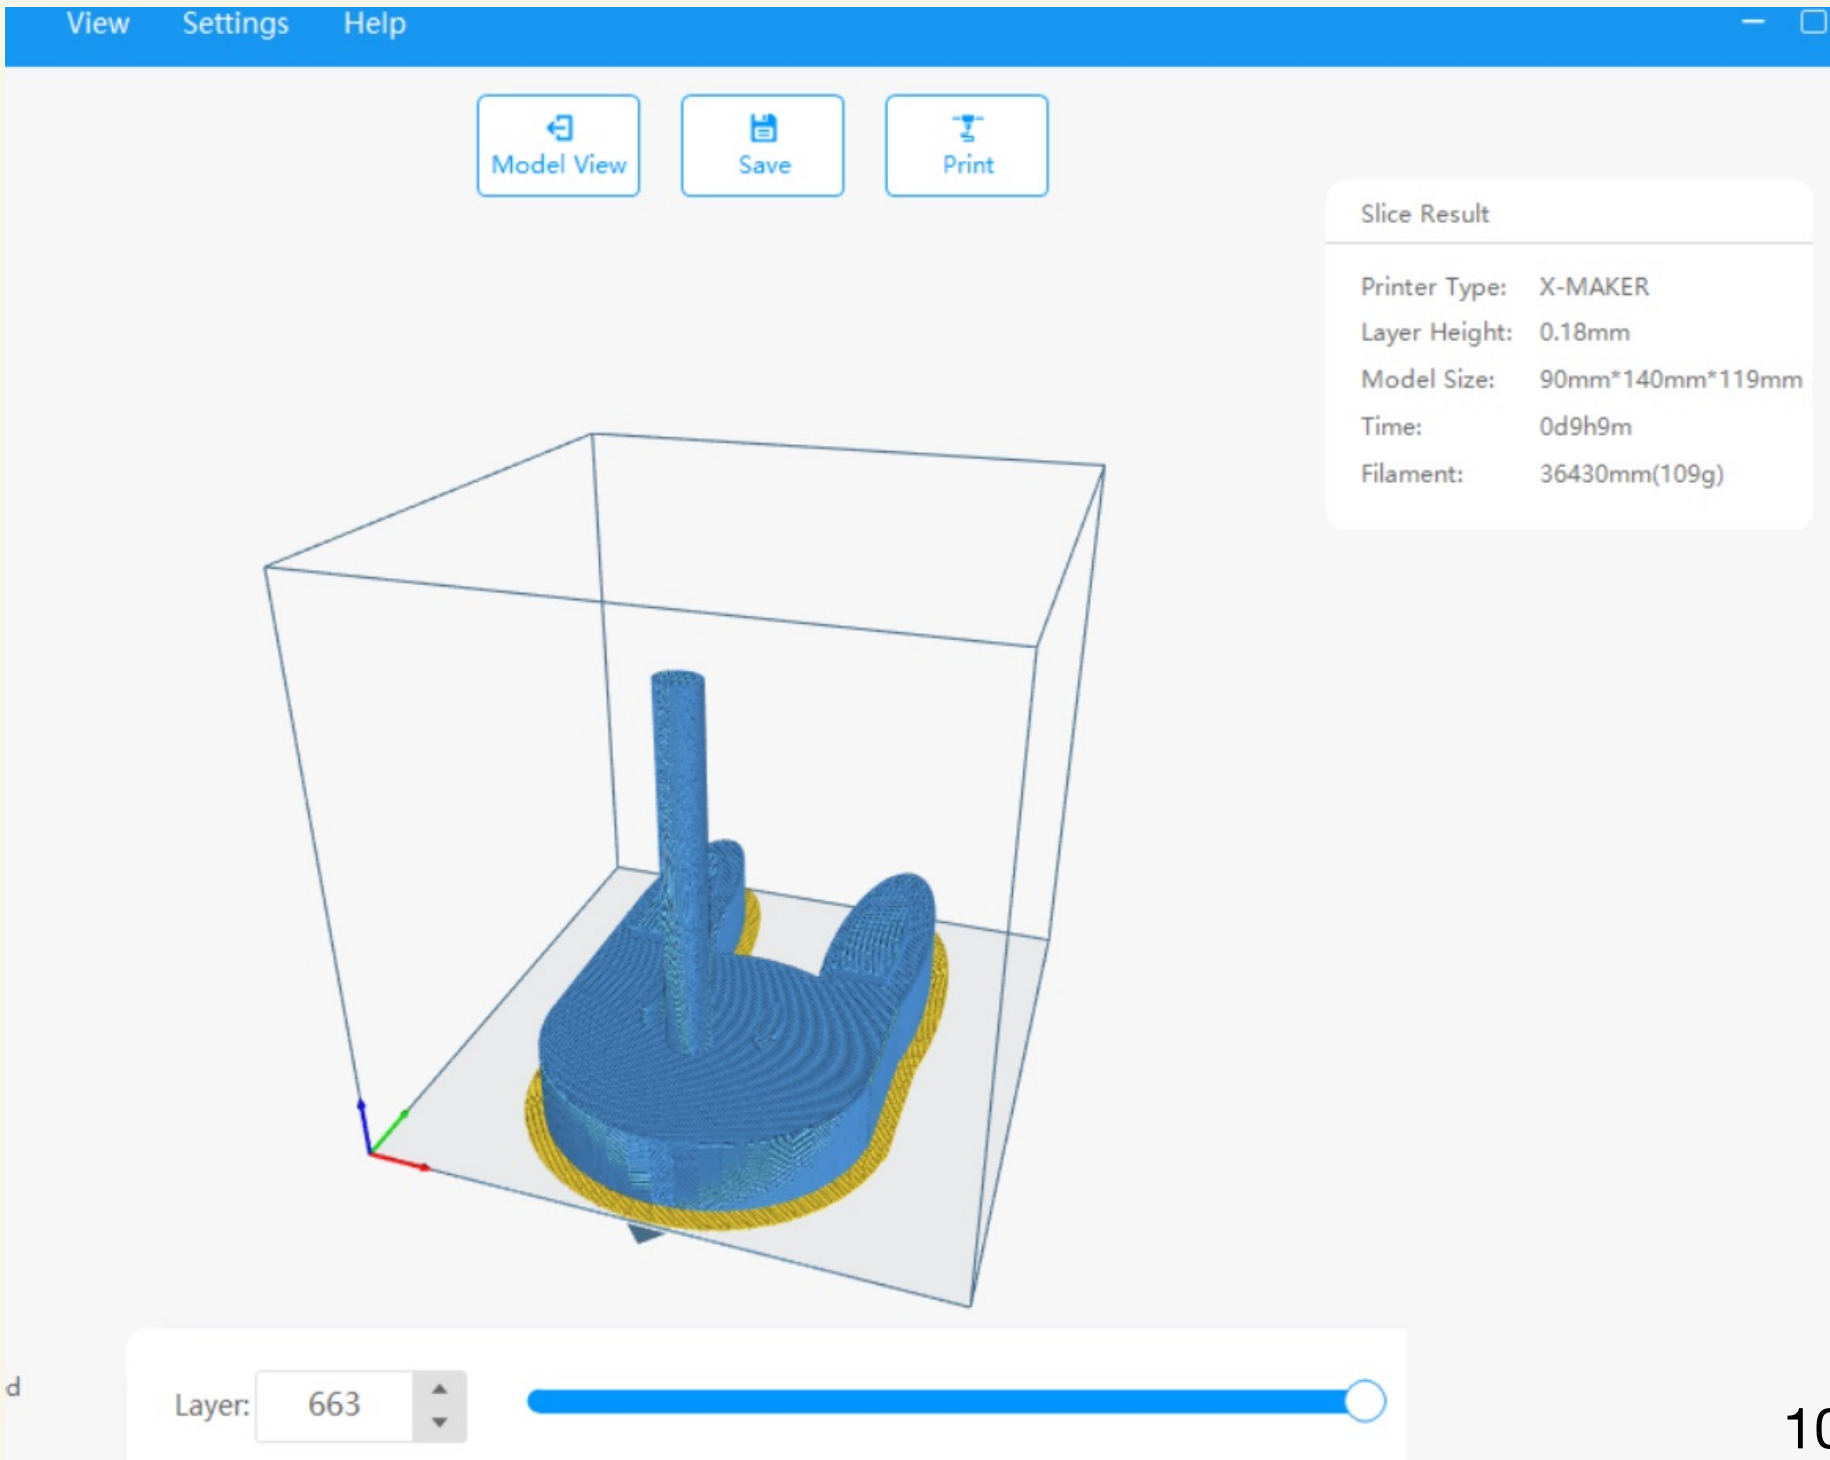 View Settings Help
Model View Save Print
Slice Result
Printer Type: X-MAKER
Layer Height: 0.18mm
Model Size: 90mm*140mm*119mm
Time: 0d9h9m
Filament: 36430mm(109g)
d
Layer: 663
10